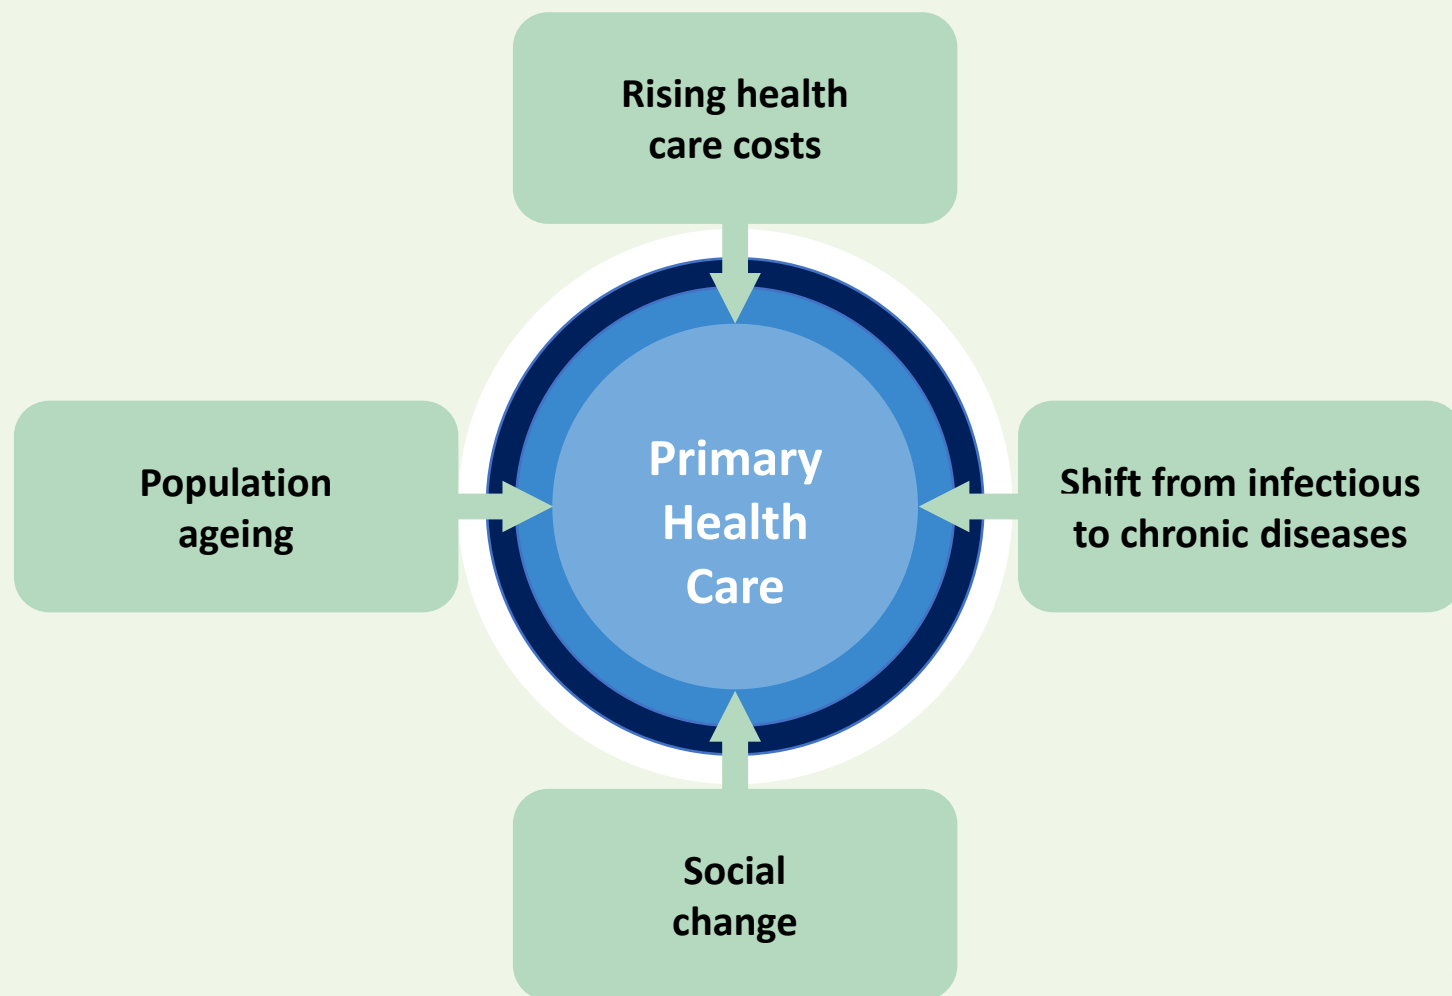 Rising health
care costs
Population
ageing
Primary
Health
Care
Shift from infectious
to chronic diseases
Social
change